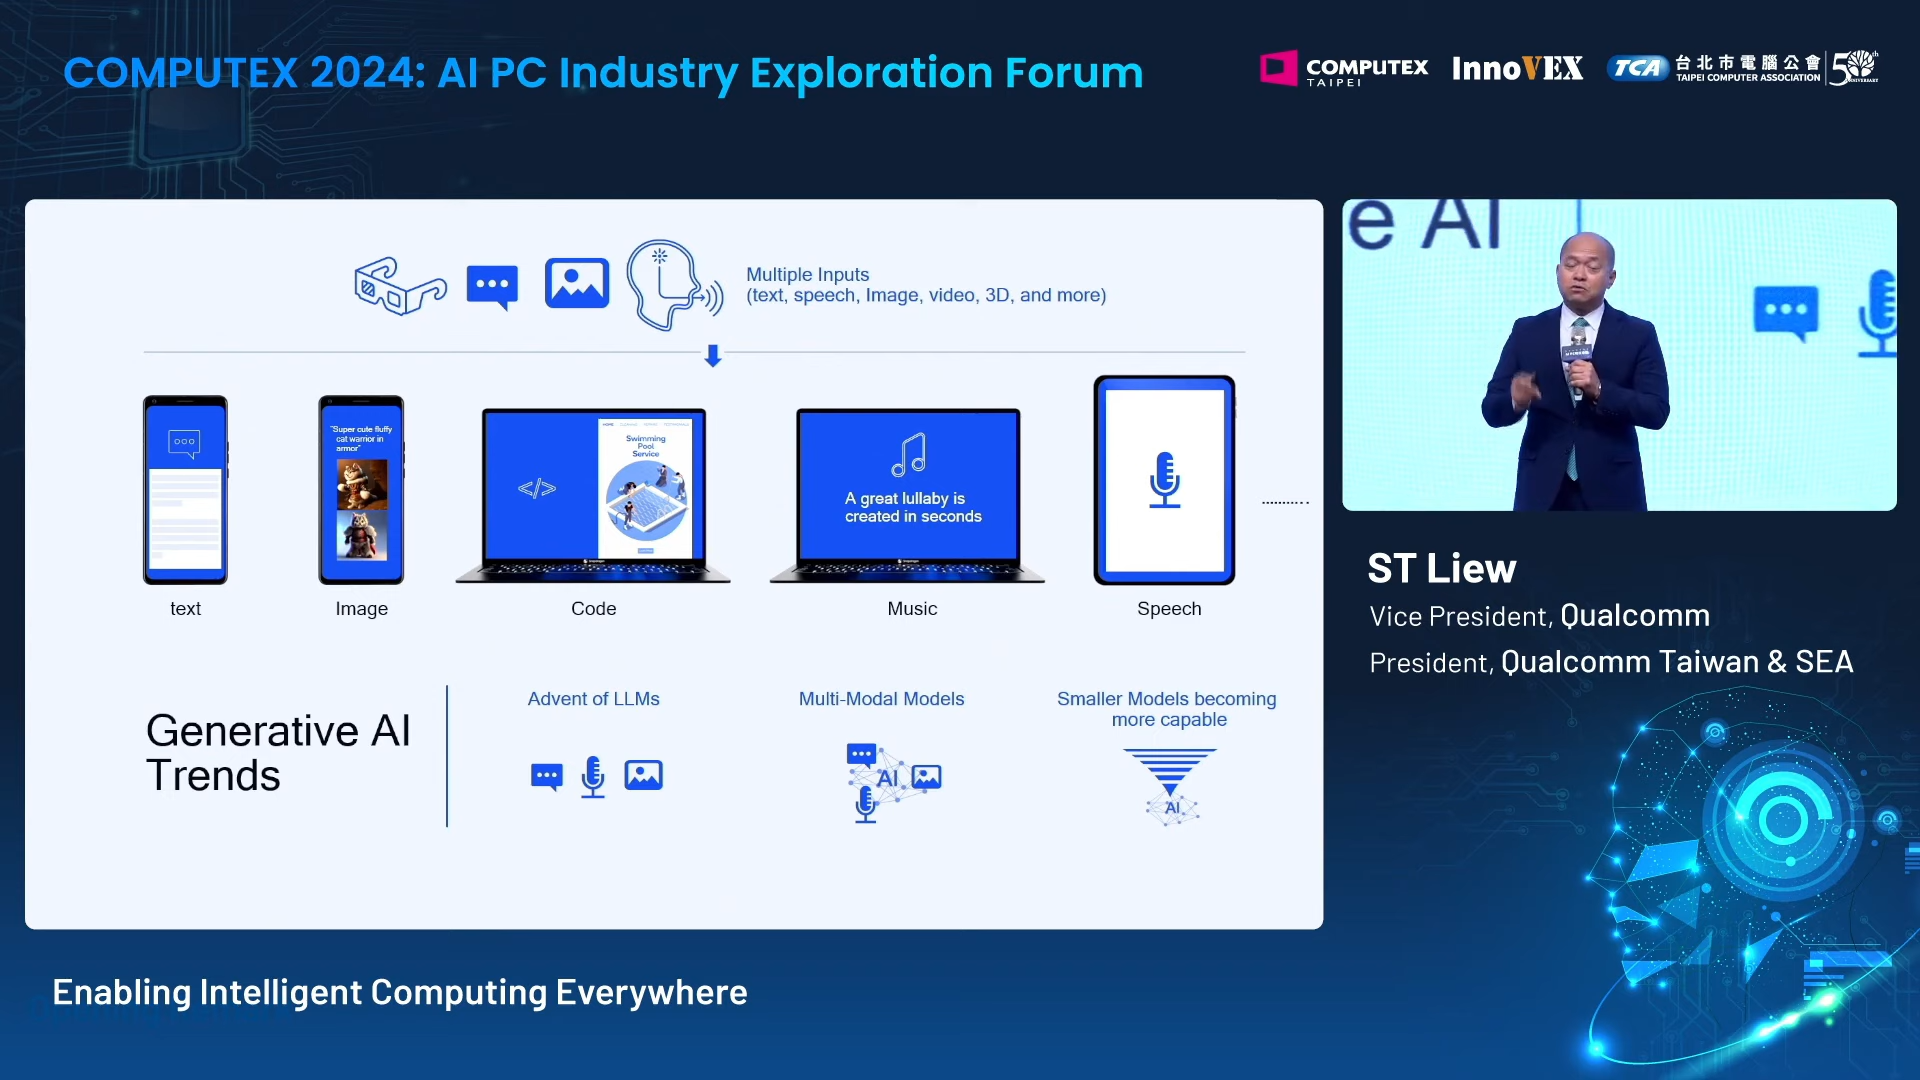 COMPUTEX 2024: AI PC Industry Exploration Forum
COMPUTEX
TAIPEI
InnoVEX
TCA 台北市電腦公會
TAIPEI COMPUTER ASSOCIATION
50th
ANNIVERSARY
Multiple Inputs
(text, speech, Image, video, 3D, and more)
"Super cute fluffy
cat warrior in
armor"
</>
HOME
Swimming
Pool
Service
A great lullaby is
created in seconds
text
Image
Code
Music
Speech
Generative AI
Trends
Advent of LLMs
Multi-Modal Models
AI
Smaller Models becoming
more capable
AI
e AI
ST Liew
Vice President, Qualcomm
President, Qualcomm Taiwan & SEA
Enabling Intelligent Computing Everywhere